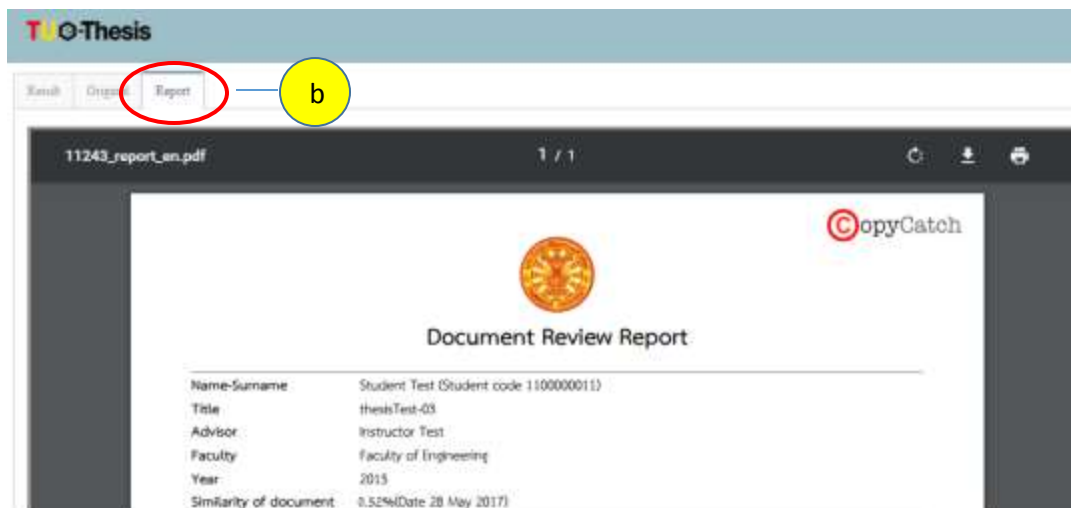 TU e-Thesis
Result Original Report
b
11243_report_en.pdf 1 / 1
CopyCatch
Document Review Report
Name-Surname Student Test (Student code 1100000011)
Title thesisTest-03
Advisor Instructor Test
Faculty Faculty of Engineering
Year 2015
Similarity of document 0.52%(Date 28 May 2017)